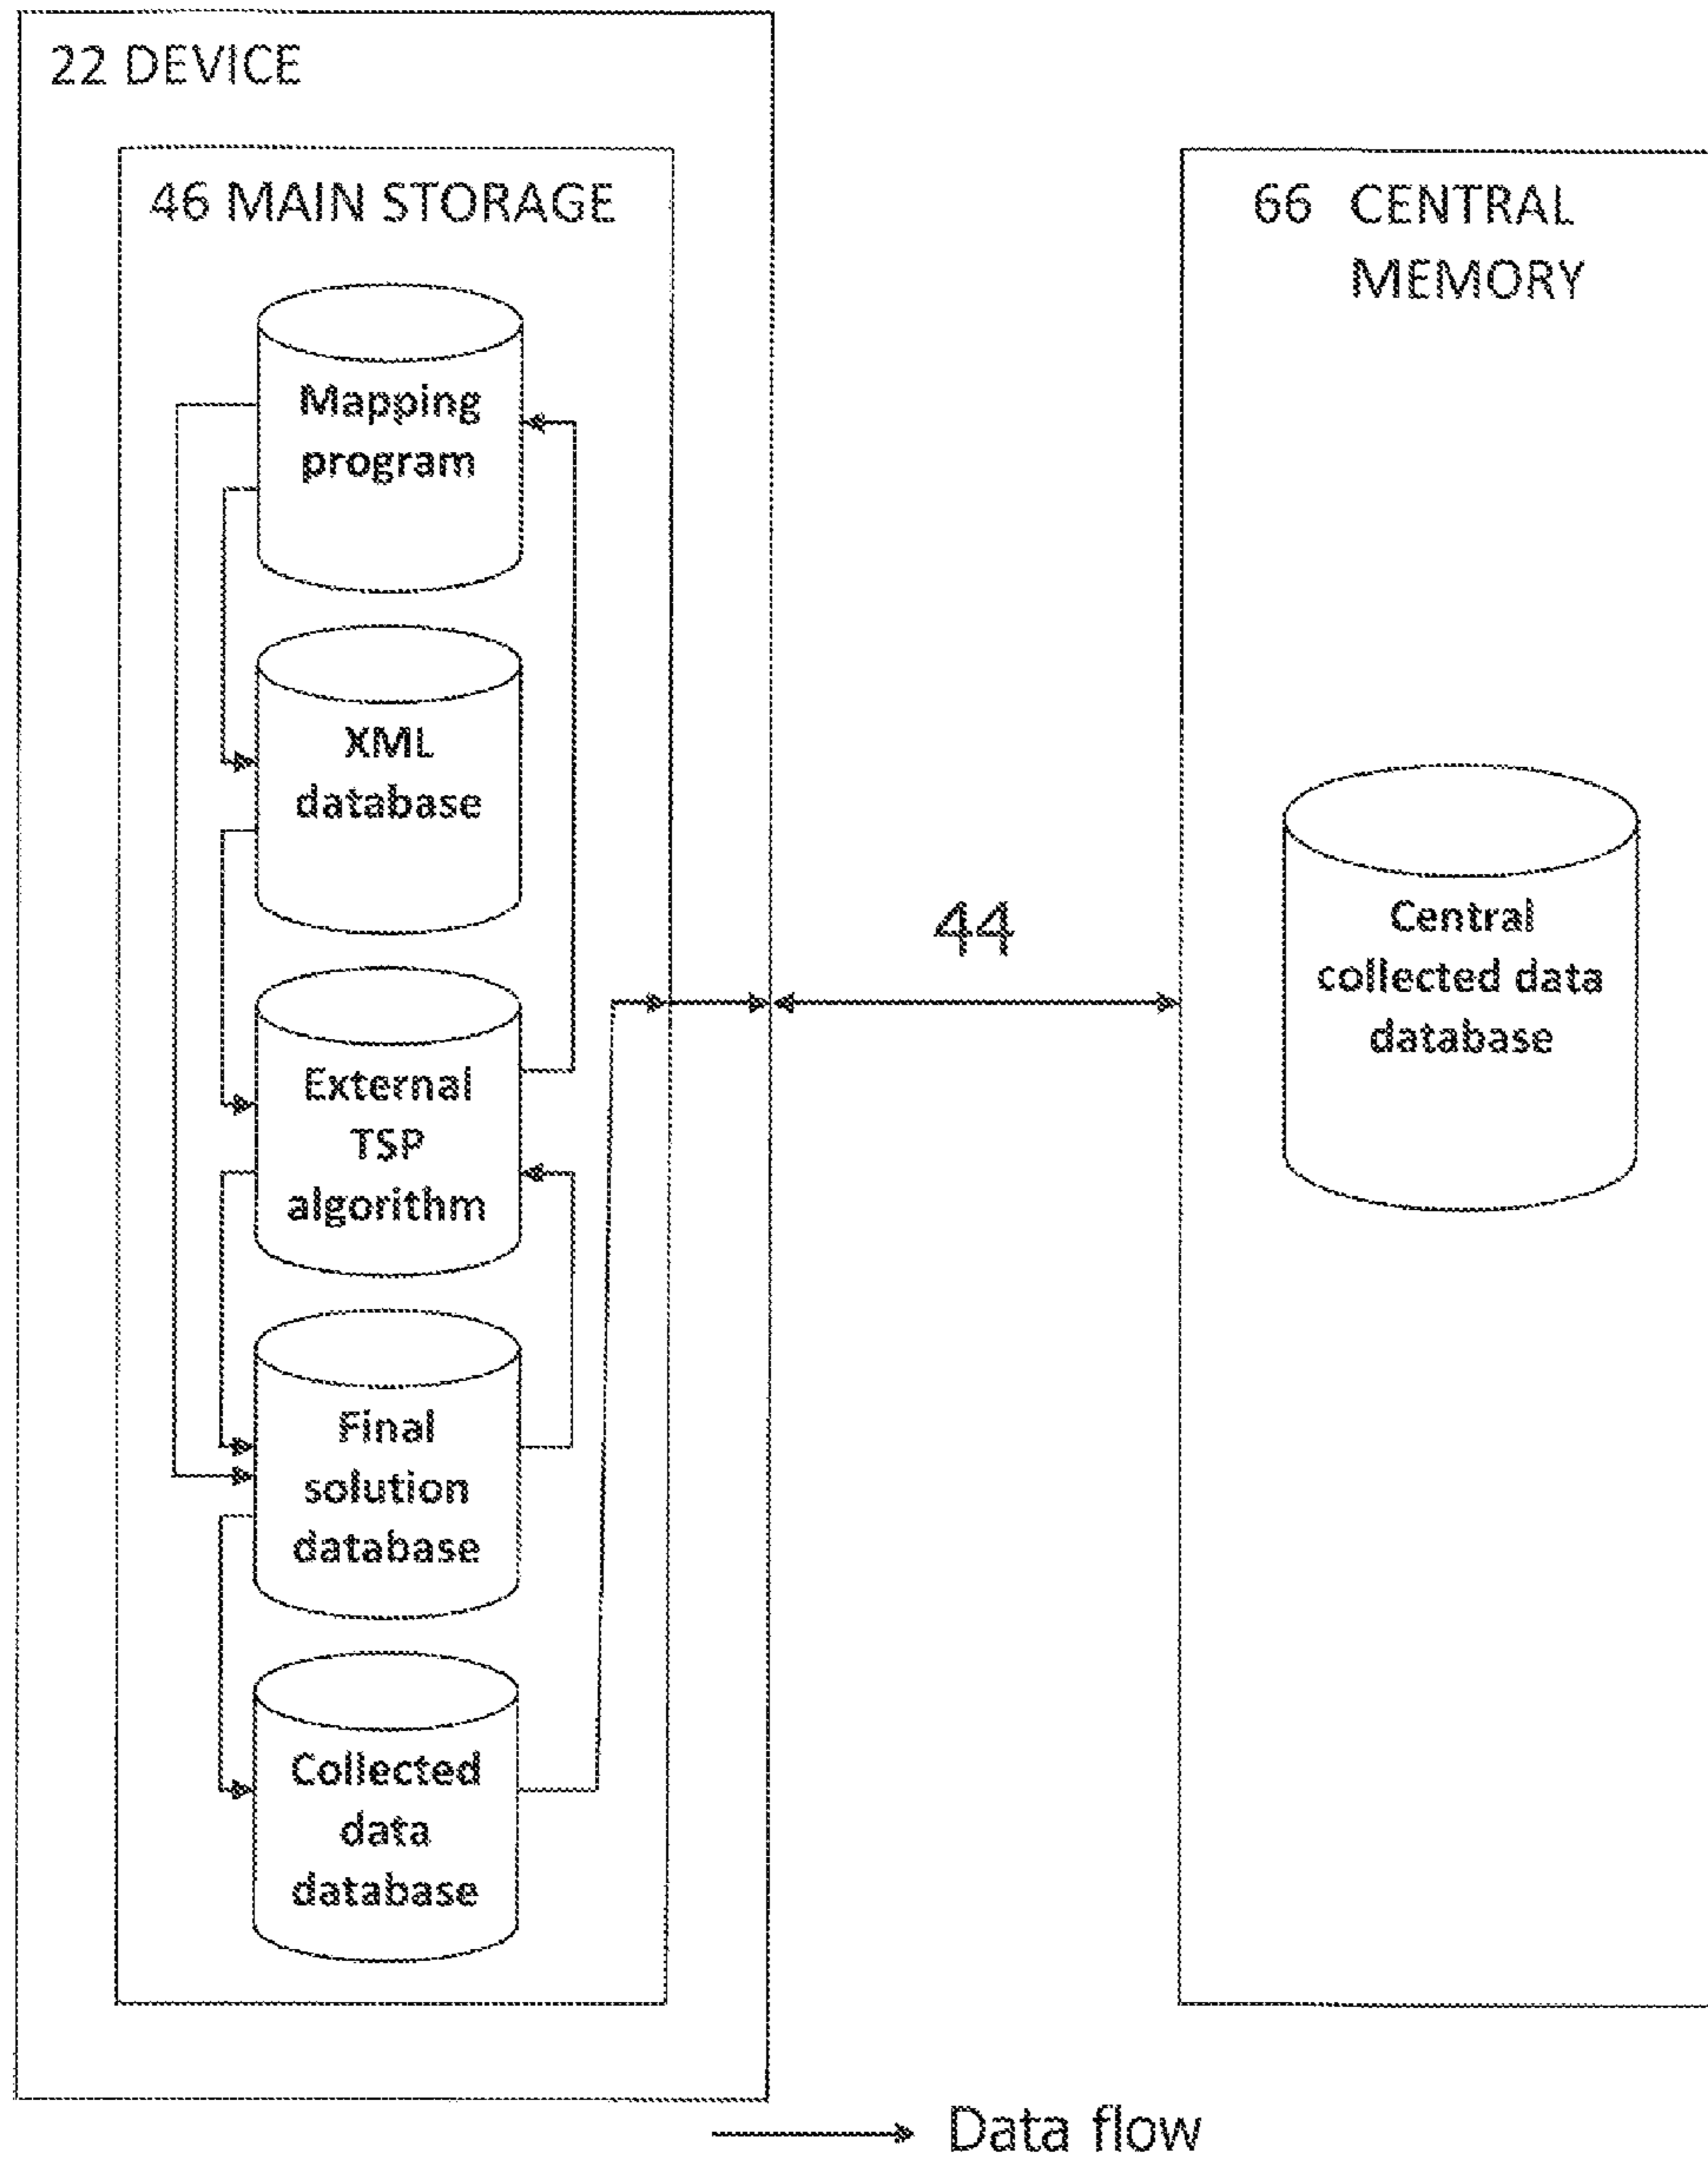 22 DEVICE
46 MAIN STORAGE
Mapping
program
XML
database
External
TSP
algorithm
Final
solution
database
Collected
data
database
44
66 CENTRAL
MEMORY
Central
collected data
database
Data flow